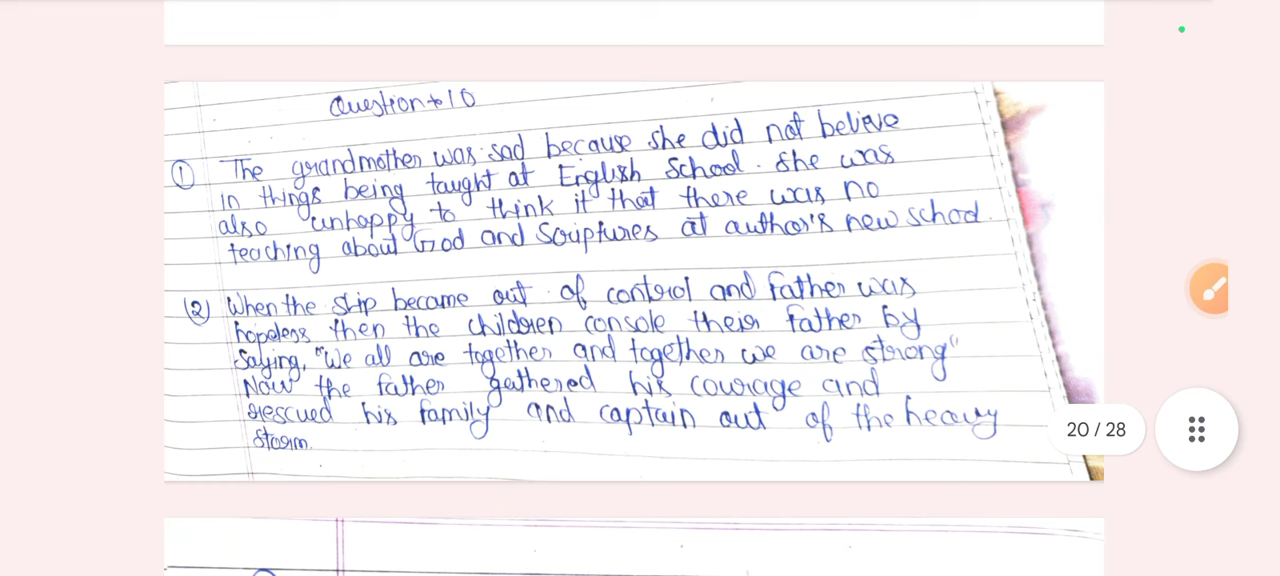 Question → 10
① The grandmother was sad because she did not believe
in things being taught at English School. She was
also unhappy to think it that there was no
teaching about God and Scriptures at author's new school.
(2) When the ship became out of control and Father was
hopeless then the children console their father by
Saying, "We all are together and together we are strong"
Now the father gathered his courage and
rescued his family and captain out of the heavy
storm.
20 / 28